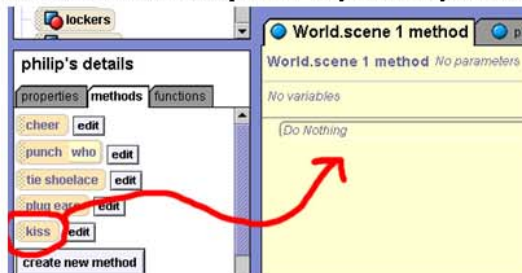 lockers
philip's details
properties methods functions
cheer edit
punch who edit
tie shoelace edit
plug ears edit
kiss edit
create new method
World.scene 1 method
World.scene 1 method No parameters
No variables
(Do Nothing